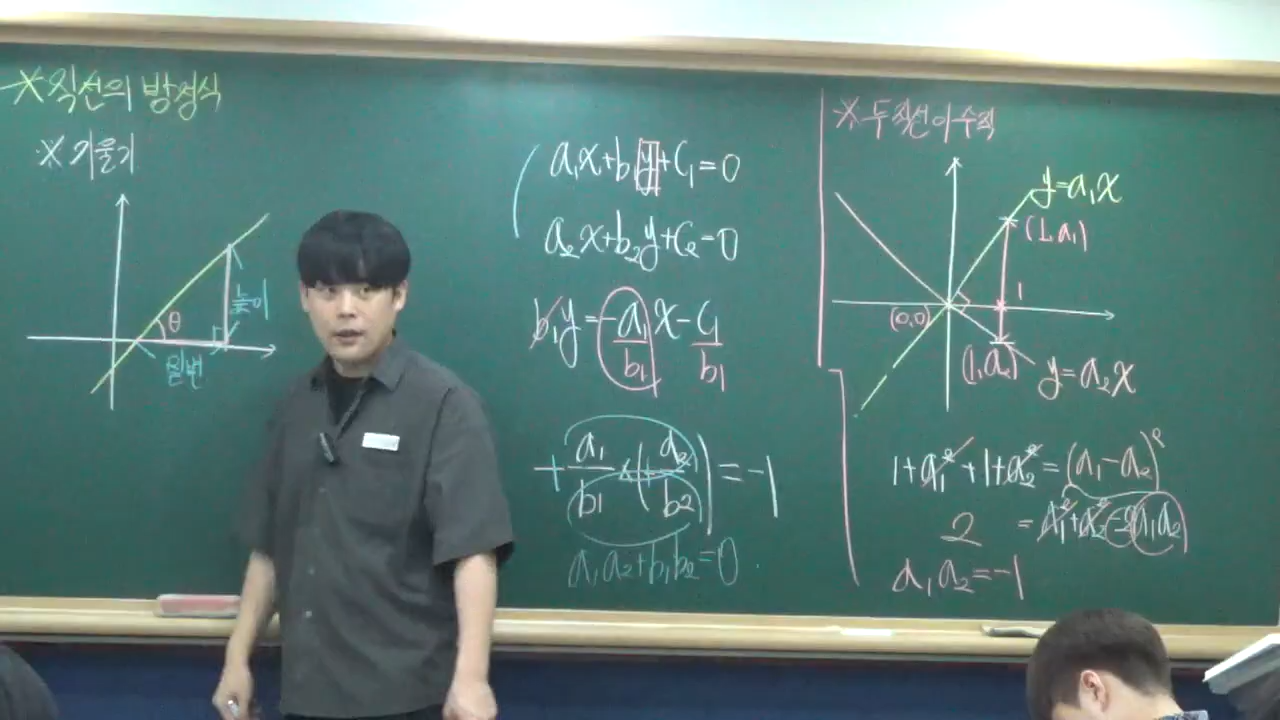 ※직선의 방정식
※기울기
θ
높이
밑변
a₁x+b₁y+C₁=0
a₂x+b₂y+C₂=0
b₁y=-a₁/b₁ x-C₁/b₁
+a₁/b₁×(+a₂/b₂)=-1
a₁a₂+b₁b₂=0.
※두 직선이 수직
y=a₁x
(1,a₁)
1
(0,0)
(1,a₂)
y=a₂x
1+a₁²+1+a₂²=(a₁-a₂)²
2 =a₁²+a₂²-2a₁a₂
a₁a₂=-1